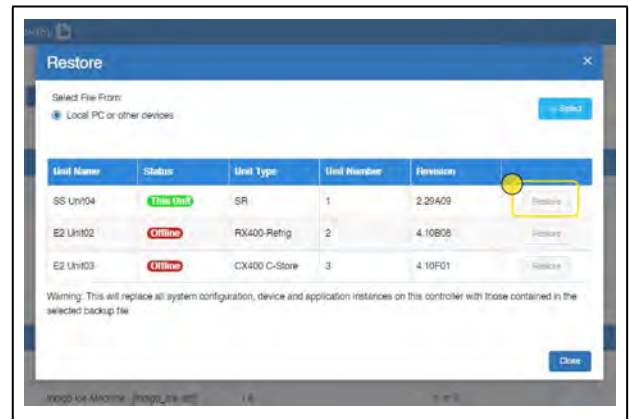 Restore ×
Select File From:
Local PC or other devices
Select
Unit Name Status Unit Type Unit Number Revision
SS Unit04 This Unit SR 1 2.29A09 Restore
E2 Unit02 Offline RX400-Refrig 2 4.10B08 Restore
E2 Unit03 Offline CX400 C-Store 3 4.10F01 Restore
Warning: This will replace all system configuration, device and application instances on this controller with those contained in the
selected backup file
Close